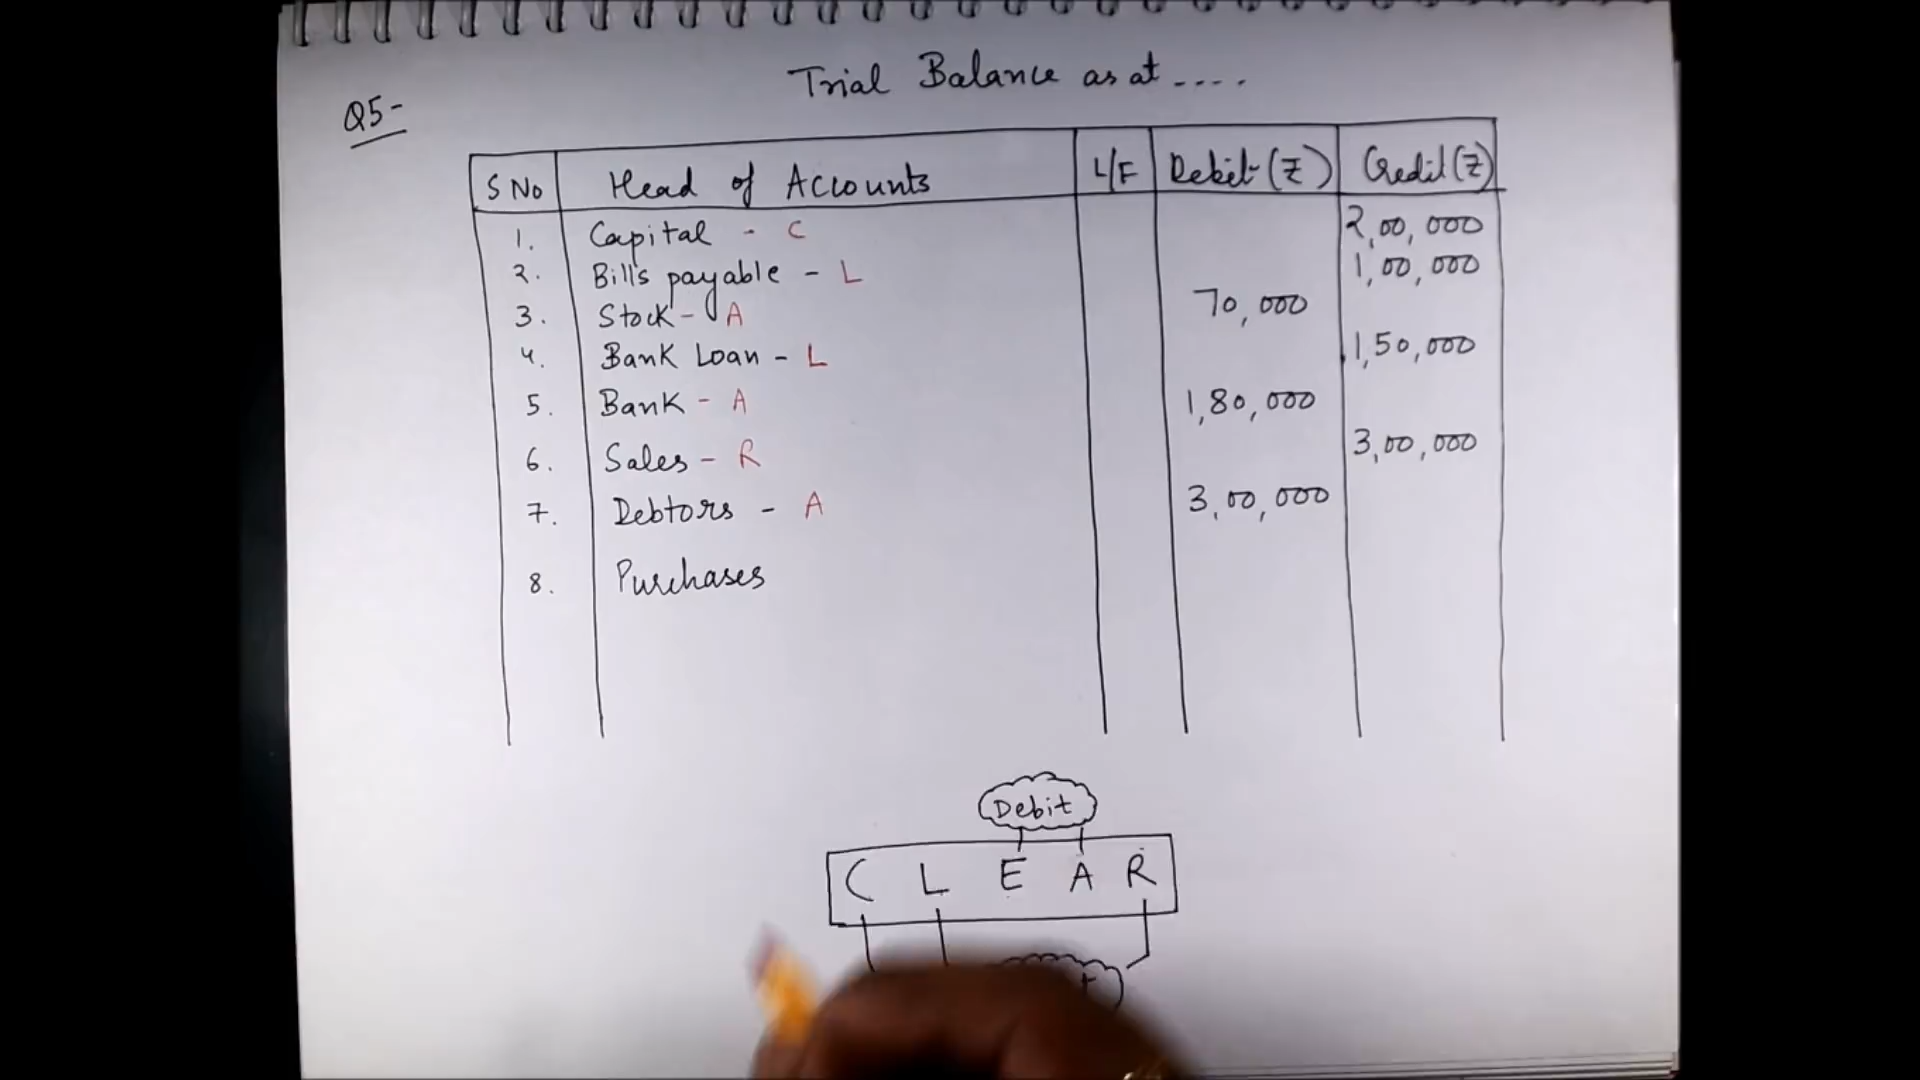 Trial Balance as at ....
Q5-
S No Head of Accounts L/F Debit (₹) Credit (₹)
1. Capital - C 2,00,000
2. Bills payable - L 1,00,000
3. Stock - A 70,000
4. Bank Loan - L 1,50,000
5. Bank - A 1,80,000
6. Sales - R 3,00,000
7. Debtors - A 3,00,000
8. Purchases
Debit
C L E A R